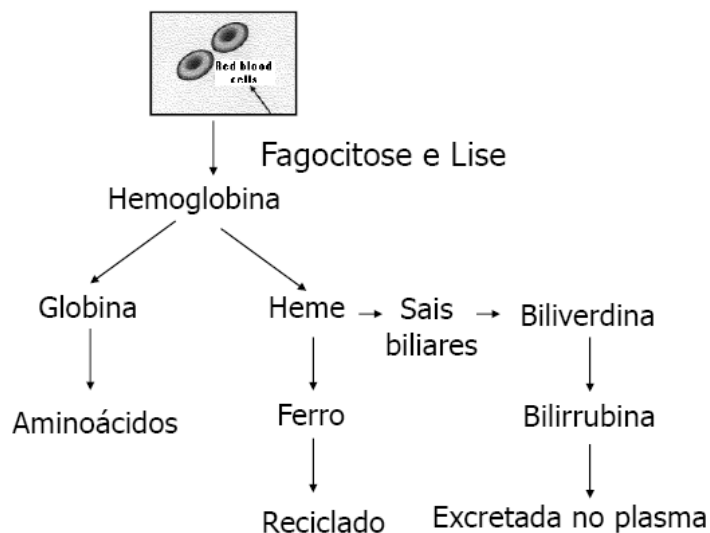 Red blood
cells
Fagocitose e Lise
Hemoglobina
Globina
Heme
Sais
biliares
Biliverdina
Aminoácidos
Ferro
Bilirrubina
Reciclado
Excretada no plasma